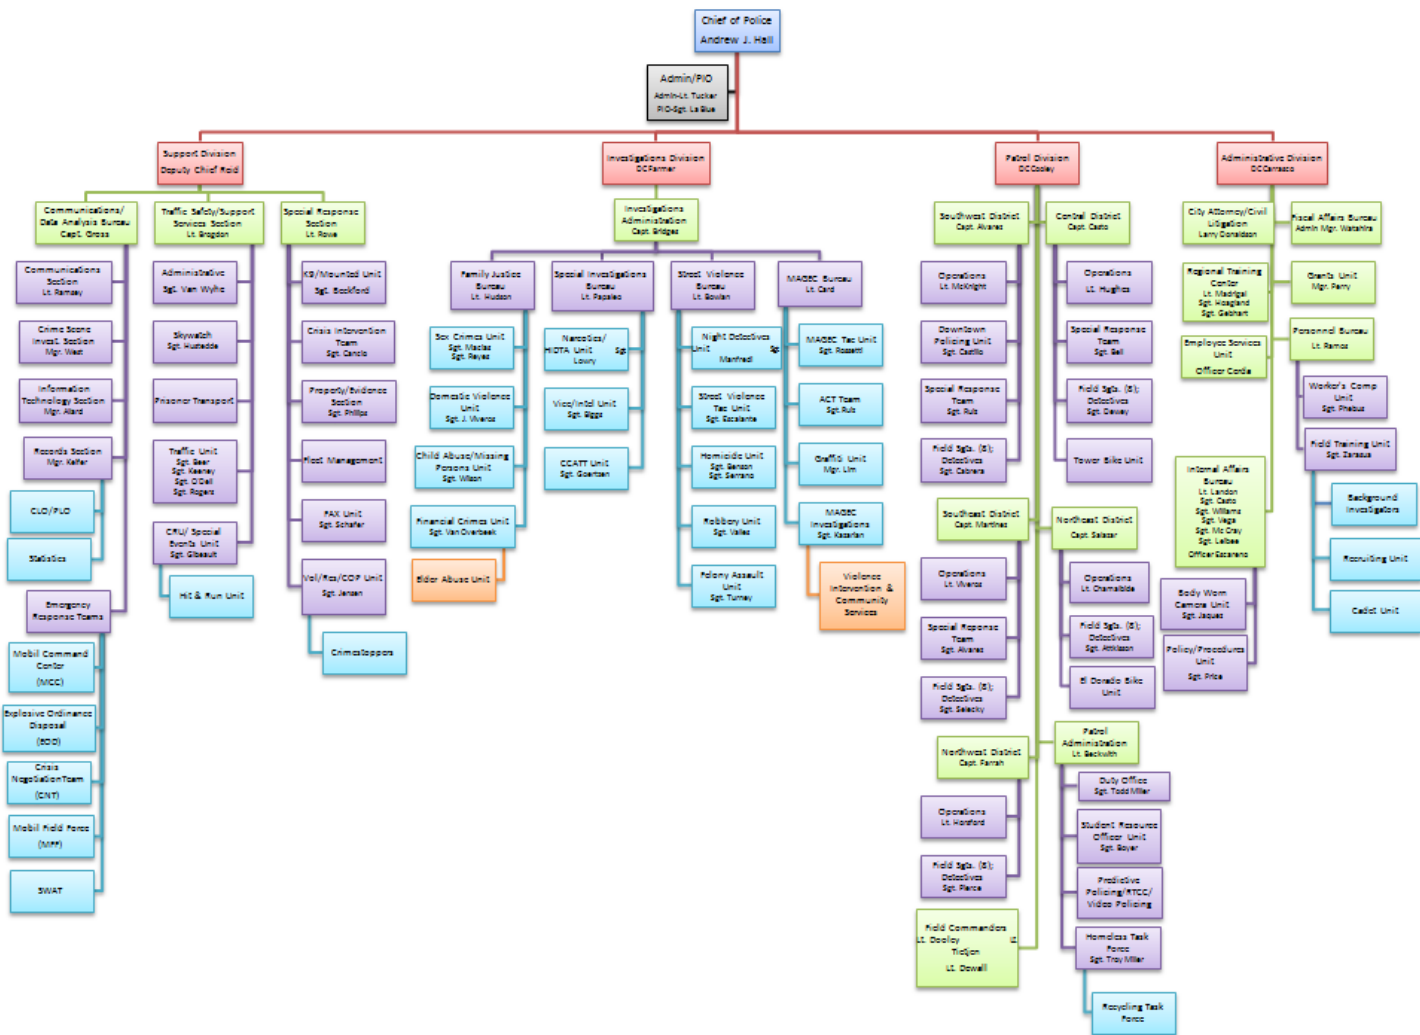 Chief of Police
Andrew J. Hall
Admin/PIO
Admin-Lt. Tucker
PIO-Sgt. La Blue
Support Division
Deputy Chief Reid
Communications/
Data Analysis Bureau
Capt. Gross
Communications
Section
Lt. Ramsey
Crime Scene
Invest. Section
Mgr. West
Information
Technology Section
Mgr. Allard
Records Section
Mgr. Keifer
CLO/PLO
Statistics
Emergency
Response Teams
Mobil Command
Center
(MCC)
Explosive Ordinance
Disposal
(EOD)
Crisis
NegotiationTeam
(CNT)
Mobil Field Force
(MFF)
SWAT
Traffic Safety/Support
Services Section
Lt. Brogdon
Administrative
Sgt. Van Wyhe
Skywatch
Sgt. Hustedde
Prisoner Transport
Traffic Unit
Sgt. Beer
Sgt. Keeney
Sgt. O'Dell
Sgt. Rogers
CRU/ Special
Events Unit
Sgt. Gibeault
Hit & Run Unit
Special Response
Section
Lt. Rowe
K9/Mounted Unit
Sgt. Beckford
Crisis Intervention
Team
Sgt. Cancio
Property/Evidence
Section
Sgt. Phillips
Fleet Management
FAX Unit
Sgt. Schafer
Vol/Res/COP Unit
Sgt. Jensen
Crimestoppers
Investigations Division
DCFarmer
Investigations
Administration
Capt. Bridges
Family Justice
Bureau
Lt. Hudson
Sex Crimes Unit
Sgt. Macias
Sgt. Reyes
Domestic Violence
Unit
Sgt. J. Viveros
Child Abuse/Missing
Persons Unit
Sgt. Wilson
Financial Crimes Unit
Sgt. Van Overbeek
Elder Abuse Unit
Special Investigations
Bureau
Lt. Papaleo
Narcotics/
HIDTA Unit Sgt.
Lowry
Vice/Intel Unit
Sgt. Biggs
CCATT Unit
Sgt. Goertzen
Street Violence
Bureau
Lt. Bowlan
Night Detectives
Unit Sgt.
Manfredi
Street Violence
Tac Unit
Sgt. Escalante
Homicide Unit
Sgt. Benson
Sgt. Serrano
Robbery Unit
Sgt. Valles
Felony Assault
Unit
Sgt. Turney
MAGEC Bureau
Lt. Card
MAGEC Tac Unit
Sgt. Rossetti
ACT Team
Sgt. Ruis
Graffiti Unit
Mgr. Lim
MAGEC
Investigations
Sgt. Kazarian
Violence
Intervention &
Community
Services
Patrol Division
DCCooley
Southwest District
Capt. Alvarez
Operations
Lt. McKnight
Downtown
Policing Unit
Sgt. Castillo
Special Response
Team
Sgt. Ruis
Field Sgts. (8);
Detectives
Sgt. Cabrera
Central District
Capt. Casto
Operations
Lt. Hughes
Special Response
Team
Sgt. Bell
Field Sgts. (8);
Detectives
Sgt. Dewey
Tower Bike Unit
Southeast District
Capt. Martinez
Operations
Lt. Viveros
Special Reponse
Team
Sgt. Alvarez
Field Sgts. (8);
Detectives
Sgt. Selecky
Northeast District
Capt. Salazar
Operations
Lt. Chamalbide
Field Sgts. (8);
Detectives
Sgt. Attkisson
El Dorado Bike
Unit
Northwest District
Capt. Farrah
Operations
Lt. Hansford
Field Sgts. (8);
Detectives
Sgt. Pierce
Field Commanders
Lt. Dooley Lt.
Tietjen
Lt. Dewall
Patrol
Administration
Lt. Beckwith
Duty Office
Sgt. Todd Miller
Student Resource
Officer Unit
Sgt. Boyer
Predictive
Policing/RTCC/
Video Policing
Homeless Task
Force
Sgt. Troy Miller
Recycling Task
Force
Administrative Division
DCCarrasco
City Attorney/Civil
Litigation
Larry Donaldson
Regional Training
Center
Lt. Madrigal
Sgt. Hoagland
Sgt. Gebhart
Employee Services
Unit
Officer Cerda
Internal Affairs
Bureau
Lt. Landon
Sgt. Casto
Sgt. Williams
Sgt. Vega
Sgt. Mc Cray
Sgt. Leibee
Officer Escareno
Body Worn
Camera Unit
Sgt. Jaques
Policy/Procedures
Unit
Sgt. Price
Fiscal Affairs Bureau
Admin Mgr. Watahira
Grants Unit
Mgr. Perry
Personnel Bureau
Lt. Ramos
Worker's Comp
Unit
Sgt. Phebus
Field Training Unit
Sgt. Zarasua
Background
Investigators
Recruiting Unit
Cadet Unit